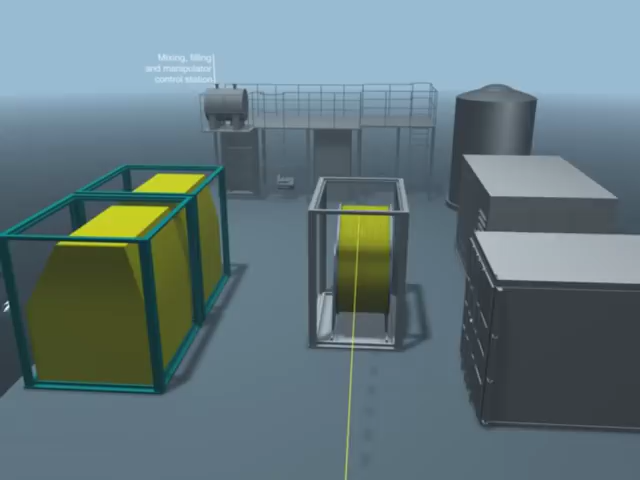 Mixing, filling
and manipulator
control station